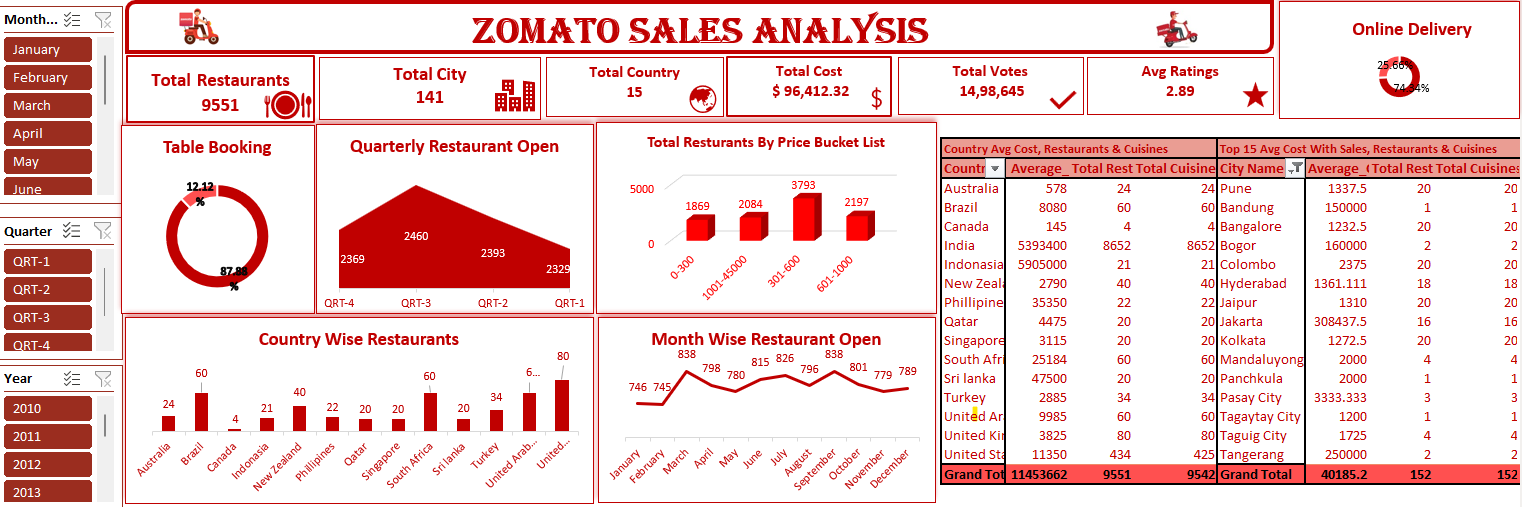 Month...
January
February
March
April
May
June
Quarter
QRT-1
QRT-2
QRT-3
QRT-4
Year
2010
2011
2012
2013
ZOMATO SALES ANALYSIS
Total Restaurants
9551
Total City
141
Total Country
15
Total Cost
$ 96,412.32
$
Total Votes
14,98,645
Avg Ratings
2.89
Online Delivery
25.66%
74.34%
Table Booking
12.12
%
87.88
%
Quarterly Restaurant Open
2369
2460
2393
2329
QRT-4 QRT-3 QRT-2 QRT-1
Total Resturants By Price Bucket List
5000
0
1869 2084 3793 2197
0-300 1001-45000 301-600 601-1000
Country Wise Restaurants
24 60 4 21 40 22 20 20 60 20 34 6... 80
Australia Brazil Canada Indonasia New Zealand Phillipines Qatar Singapore South Africa Sri lanka Turkey United Arab... United...
Month Wise Restaurant Open
746 745 838 798 780 815 826 796 838 801 779 789
January February March April May June July August September October November December
Country Avg Cost, Restaurants & Cuisines
Countr Average_ Total Rest Total Cuisine
Australia 578 24 24
Brazil 8080 60 60
Canada 145 4 4
India 5393400 8652 8652
Indonasia 5905000 21 21
New Zeal 2790 40 40
Phillipine 35350 22 22
Qatar 4475 20 20
Singapore 3115 20 20
South Afri 25184 60 60
Sri lanka 47500 20 20
Turkey 2885 34 34
United Ar 9985 60 60
United Kin 3825 80 80
United Sta 11350 434 425
Grand Tot 11453662 9551 9542
Top 15 Avg Cost With Sales, Restaurants & Cuisines
City Name Average_( Total Rest Total Cuisines
Pune 1337.5 20 20
Bandung 150000 1 1
Bangalore 1232.5 20 20
Bogor 160000 2 2
Colombo 2375 20 20
Hyderabad 1361.111 18 18
Jaipur 1310 20 20
Jakarta 308437.5 16 16
Kolkata 1272.5 20 20
Mandaluyong 2000 4 4
Panchkula 2000 1 1
Pasay City 3333.333 3 3
Tagaytay City 1200 1 1
Taguig City 1725 4 4
Tangerang 250000 2 2
Grand Total 40185.2 152 152